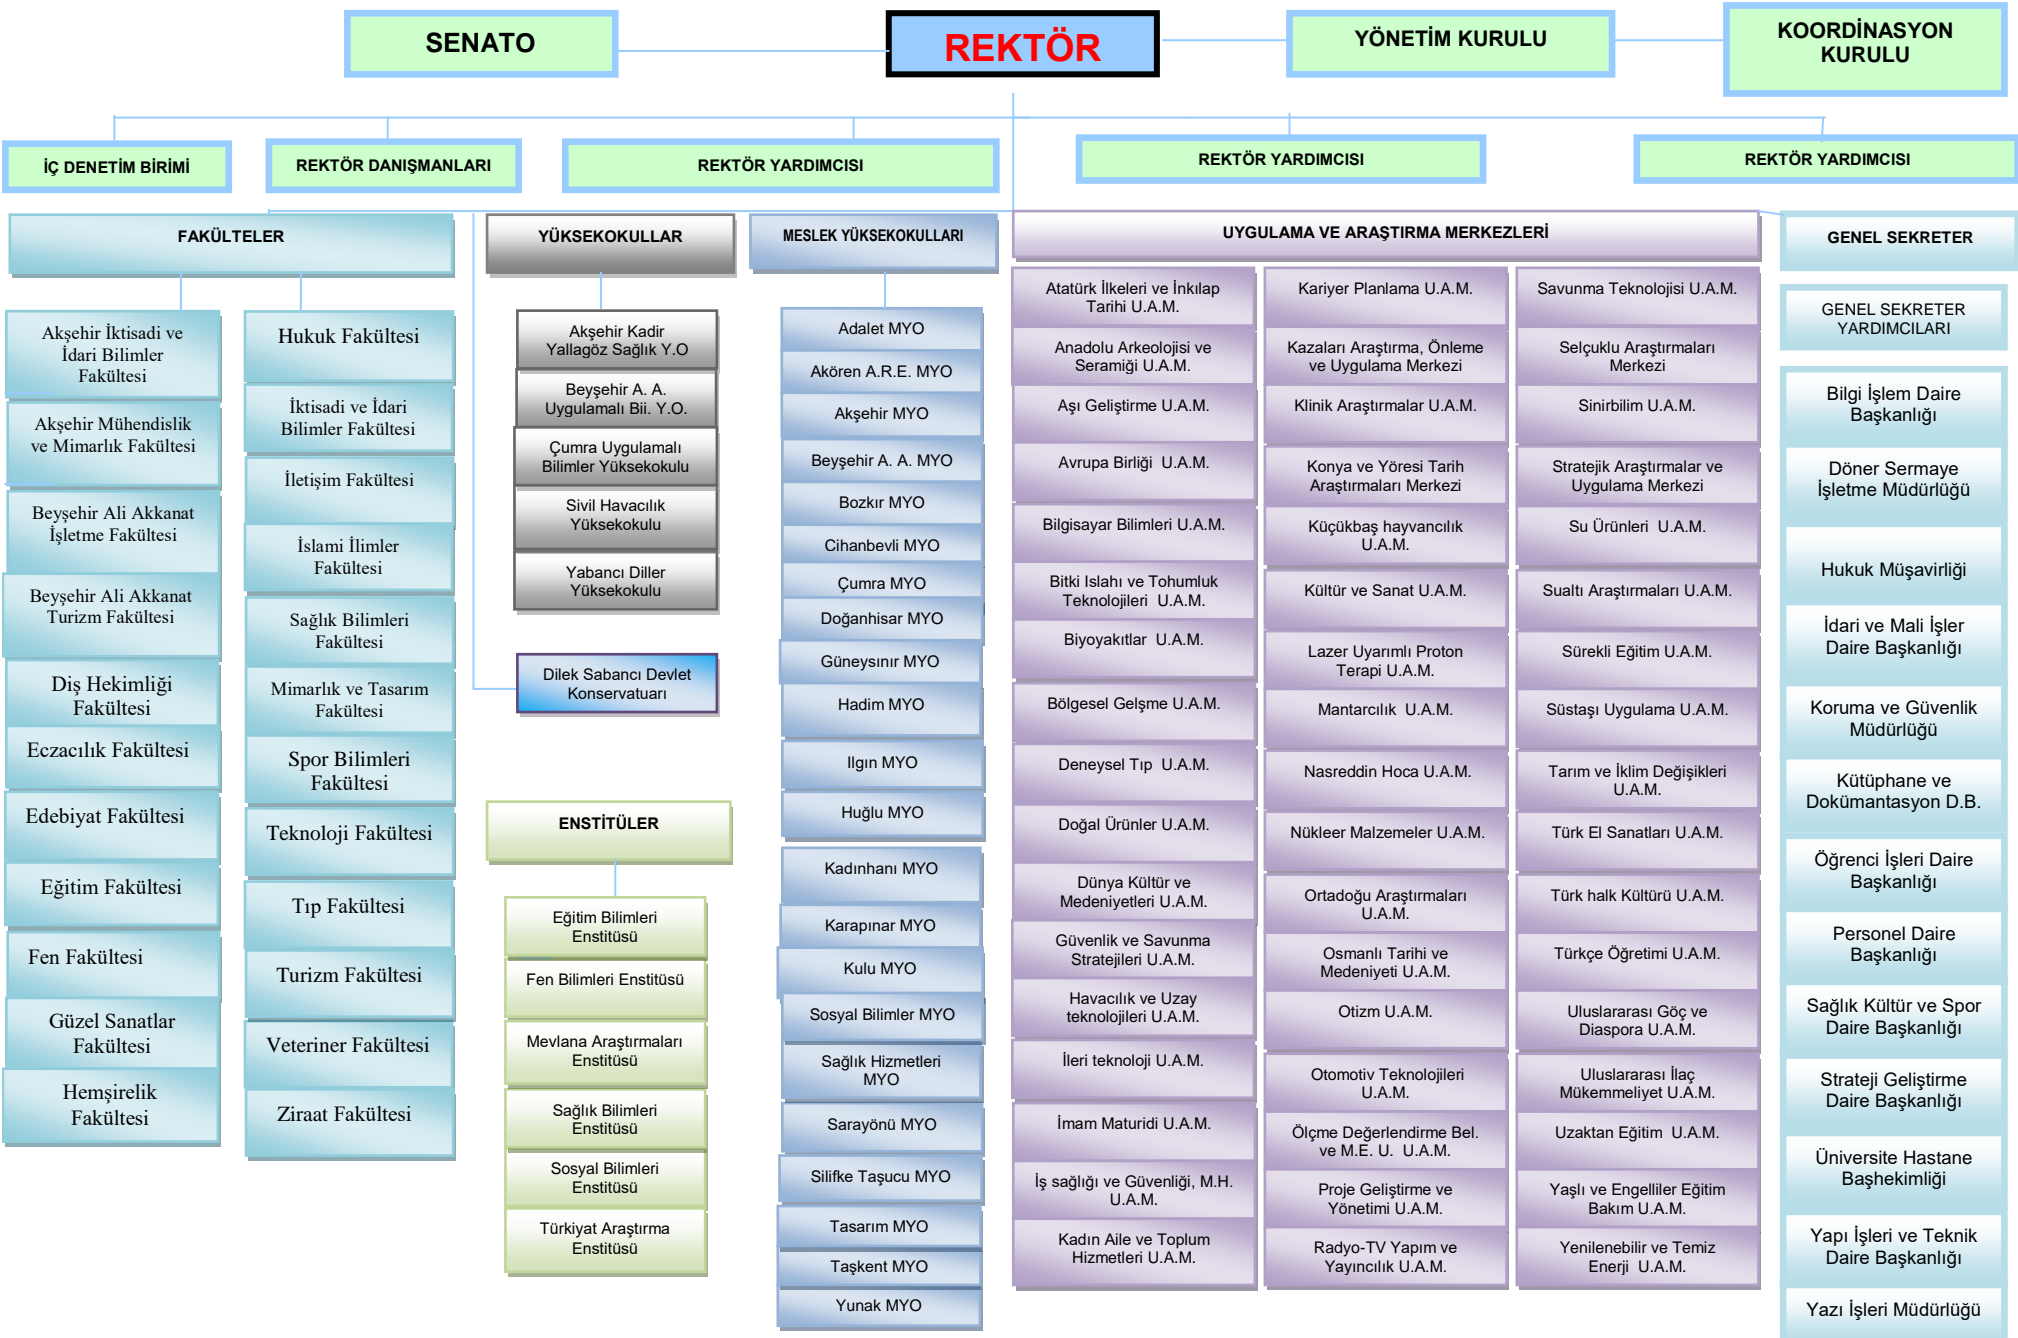 SENATO
REKTÖR
YÖNETİM KURULU
KOORDİNASYON
KURULU
İÇ DENETİM BİRİMİ
REKTÖR DANIŞMANLARI
REKTÖR YARDIMCISI
REKTÖR YARDIMCISI
REKTÖR YARDIMCISI
FAKÜLTELER
Akşehir İktisadi ve
İdari Bilimler
Fakültesi
Akşehir Mühendislik
ve Mimarlık Fakültesi
Beyşehir Ali Akkanat
İşletme Fakültesi
Beyşehir Ali Akkanat
Turizm Fakültesi
Diş Hekimliği
Fakültesi
Eczacılık Fakültesi
Edebiyat Fakültesi
Eğitim Fakültesi
Fen Fakültesi
Güzel Sanatlar
Fakültesi
Hemşirelik
Fakültesi
Hukuk Fakültesi
İktisadi ve İdari
Bilimler Fakültesi
İletişim Fakültesi
İslami İlimler
Fakültesi
Sağlık Bilimleri
Fakültesi
Mimarlık ve Tasarım
Fakültesi
Spor Bilimleri
Fakültesi
Teknoloji Fakültesi
Tıp Fakültesi
Turizm Fakültesi
Veteriner Fakültesi
Ziraat Fakültesi
YÜKSEKOKULLAR
Akşehir Kadir
Yallagöz Sağlık Y.O
Beyşehir A. A.
Uygulamalı Bii. Y.O.
Çumra Uygulamalı
Bilimler Yüksekokulu
Sivil Havacılık
Yüksekokulu
Yabancı Diller
Yüksekokulu
Dilek Sabancı Devlet
Konservatuarı
ENSTİTÜLER
Eğitim Bilimleri
Enstitüsü
Fen Bilimleri Enstitüsü
Mevlana Araştırmaları
Enstitüsü
Sağlık Bilimleri
Enstitüsü
Sosyal Bilimleri
Enstitüsü
Türkiyat Araştırma
Enstitüsü
MESLEK YÜKSEKOKULLARI
Adalet MYO
Akören A.R.E. MYO
Akşehir MYO
Beyşehir A. A. MYO
Bozkır MYO
Cihanbevli MYO
Çumra MYO
Doğanhisar MYO
Güneysınır MYO
Hadim MYO
Ilgın MYO
Huğlu MYO
Kadınhanı MYO
Karapınar MYO
Kulu MYO
Sosyal Bilimler MYO
Sağlık Hizmetleri
MYO
Sarayönü MYO
Silifke Taşucu MYO
Tasarım MYO
Taşkent MYO
Yunak MYO
UYGULAMA VE ARAŞTIRMA MERKEZLERİ
Atatürk İlkeleri ve İnkılap
Tarihi U.A.M.
Anadolu Arkeolojisi ve
Seramiği U.A.M.
Aşı Geliştirme U.A.M.
Avrupa Birliği U.A.M.
Bilgisayar Bilimleri U.A.M.
Bitki Islahı ve Tohumluk
Teknolojileri U.A.M.
Biyoyakıtlar U.A.M.
Bölgesel Gelşme U.A.M.
Deneysel Tıp U.A.M.
Doğal Ürünler U.A.M.
Dünya Kültür ve
Medeniyetleri U.A.M.
Güvenlik ve Savunma
Stratejileri U.A.M.
Havacılık ve Uzay
teknolojileri U.A.M.
İleri teknoloji U.A.M.
İmam Maturidi U.A.M.
İş sağlığı ve Güvenliği, M.H.
U.A.M.
Kadın Aile ve Toplum
Hizmetleri U.A.M.
Kariyer Planlama U.A.M.
Kazaları Araştırma, Önleme
ve Uygulama Merkezi
Klinik Araştırmalar U.A.M.
Konya ve Yöresi Tarih
Araştırmaları Merkezi
Küçükbaş hayvancılık
U.A.M.
Kültür ve Sanat U.A.M.
Lazer Uyarımlı Proton
Terapi U.A.M.
Mantarcılık U.A.M.
Nasreddin Hoca U.A.M.
Nükleer Malzemeler U.A.M.
Ortadoğu Araştırmaları
U.A.M.
Osmanlı Tarihi ve
Medeniyeti U.A.M.
Otizm U.A.M.
Otomotiv Teknolojileri
U.A.M.
Ölçme Değerlendirme Bel.
ve M.E. U. U.A.M.
Proje Geliştirme ve
Yönetimi U.A.M.
Radyo-TV Yapım ve
Yayıncılık U.A.M.
Savunma Teknolojisi U.A.M.
Selçuklu Araştırmaları
Merkezi
Sinirbilim U.A.M.
Stratejik Araştırmalar ve
Uygulama Merkezi
Su Ürünleri U.A.M.
Sualtı Araştırmaları U.A.M.
Sürekli Eğitim U.A.M.
Süstaşı Uygulama U.A.M.
Tarım ve İklim Değişikleri
U.A.M.
Türk El Sanatları U.A.M.
Türk halk Kültürü U.A.M.
Türkçe Öğretimi U.A.M.
Uluslararası Göç ve
Diaspora U.A.M.
Uluslararası İlaç
Mükemmeliyet U.A.M.
Uzaktan Eğitim U.A.M.
Yaşlı ve Engelliler Eğitim
Bakım U.A.M.
Yenilenebilir ve Temiz
Enerji U.A.M.
GENEL SEKRETER
GENEL SEKRETER
YARDIMCILARI
Bilgi İşlem Daire
Başkanlığı
Döner Sermaye
İşletme Müdürlüğü
Hukuk Müşavirliği
İdari ve Mali İşler
Daire Başkanlığı
Koruma ve Güvenlik
Müdürlüğü
Kütüphane ve
Dokümantasyon D.B.
Öğrenci İşleri Daire
Başkanlığı
Personel Daire
Başkanlığı
Sağlık Kültür ve Spor
Daire Başkanlığı
Strateji Geliştirme
Daire Başkanlığı
Üniversite Hastane
Başhekimliği
Yapı İşleri ve Teknik
Daire Başkanlığı
Yazı İşleri Müdürlüğü